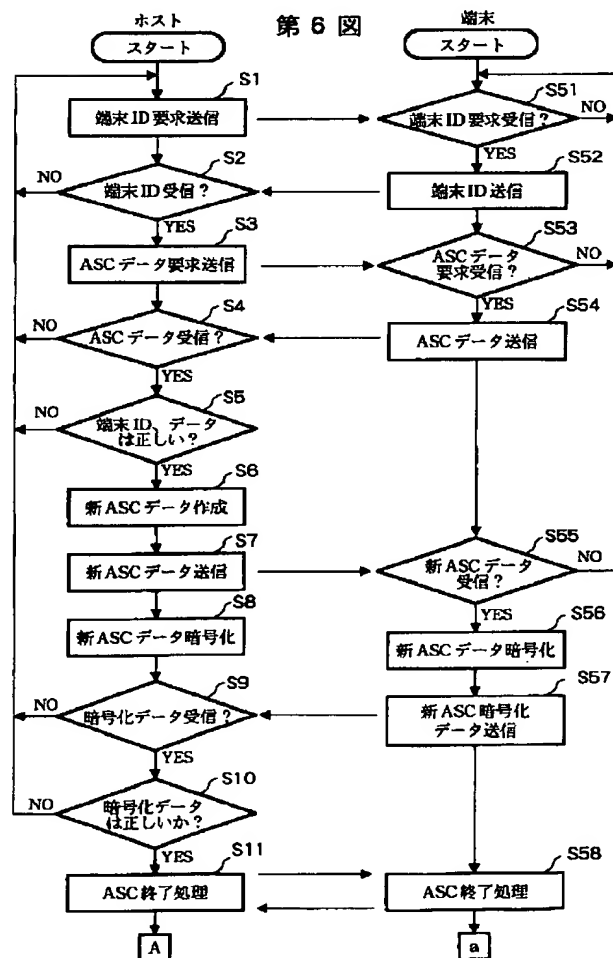 第 6 図
ホスト
スタート
S1
端末ID要求送信
S2
端末ID受信?
NO
YES
S3
ASCデータ要求送信
S4
ASCデータ受信?
NO
YES
S5
端末ID、データ
は正しい?
NO
YES
S6
新ASCデータ作成
S7
新ASCデータ送信
S8
新ASCデータ暗号化
S9
暗号化データ受信?
NO
YES
S10
暗号化データ
は正しいか?
NO
YES
S11
ASC終了処理
A
端末
スタート
S51
端末ID要求受信?
NO
YES
S52
端末ID送信
S53
ASCデータ
要求受信?
NO
YES
S54
ASCデータ送信
S55
新ASCデータ
受信?
NO
YES
S56
新ASCデータ暗号化
S57
新ASC暗号化
データ送信
S58
ASC終了処理
a